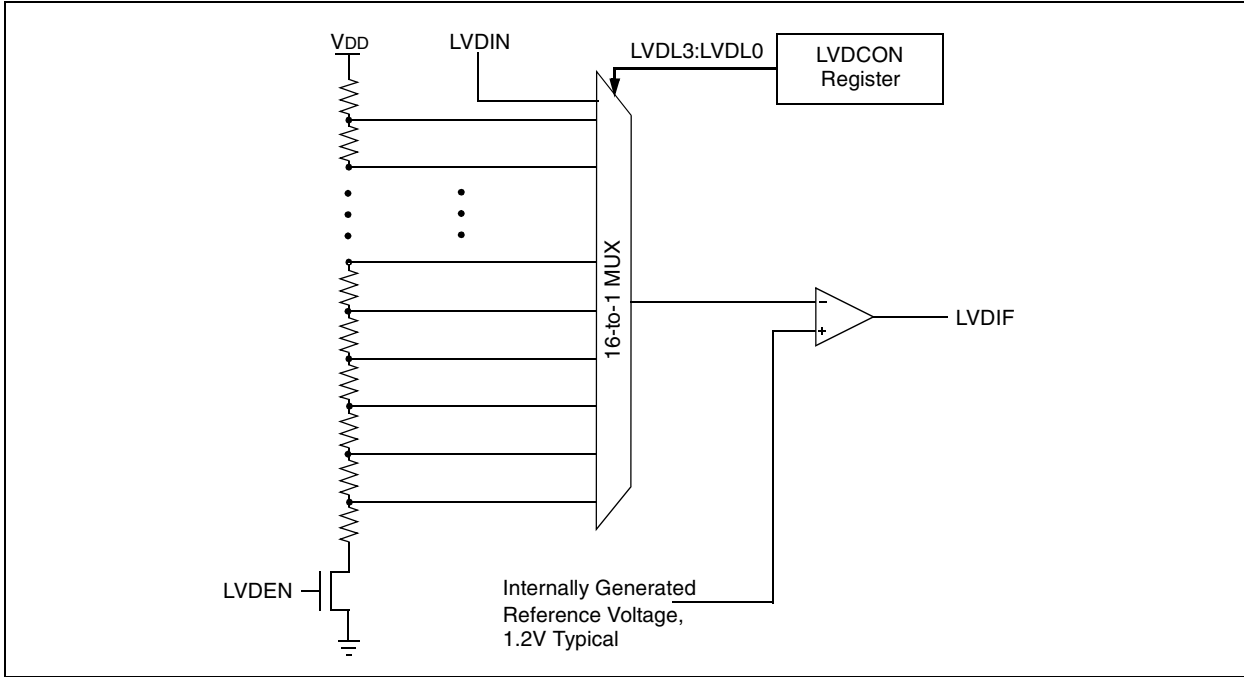 VDD
LVDIN
LVDL3:LVDL0
LVDCON
Register
16-to-1 MUX
–
+
LVDIF
LVDEN
Internally Generated
Reference Voltage,
1.2V Typical